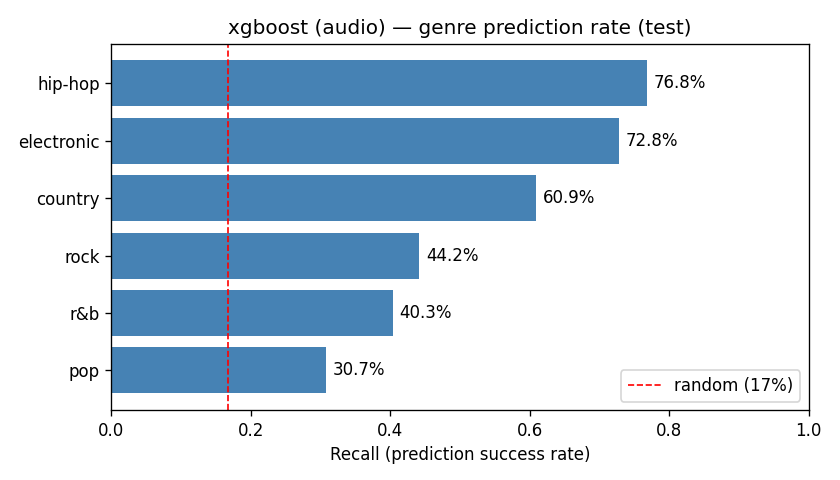 xgboost (audio) — genre prediction rate (test)
hip-hop 76.8%
electronic 72.8%
country 60.9%
rock 44.2%
r&b 40.3%
pop 30.7%
random (17%)
0.0 0.2 0.4 0.6 0.8 1.0
Recall (prediction success rate)